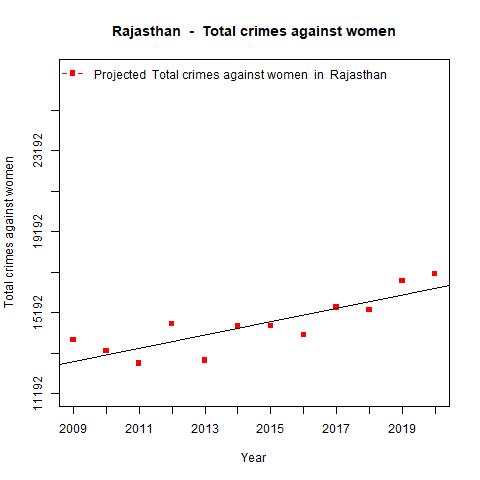 Rajasthan - Total crimes against women
Projected Total crimes against women in Rajasthan
Total crimes against women
23192
19192
15192
11192
2009 2011 2013 2015 2017 2019
Year